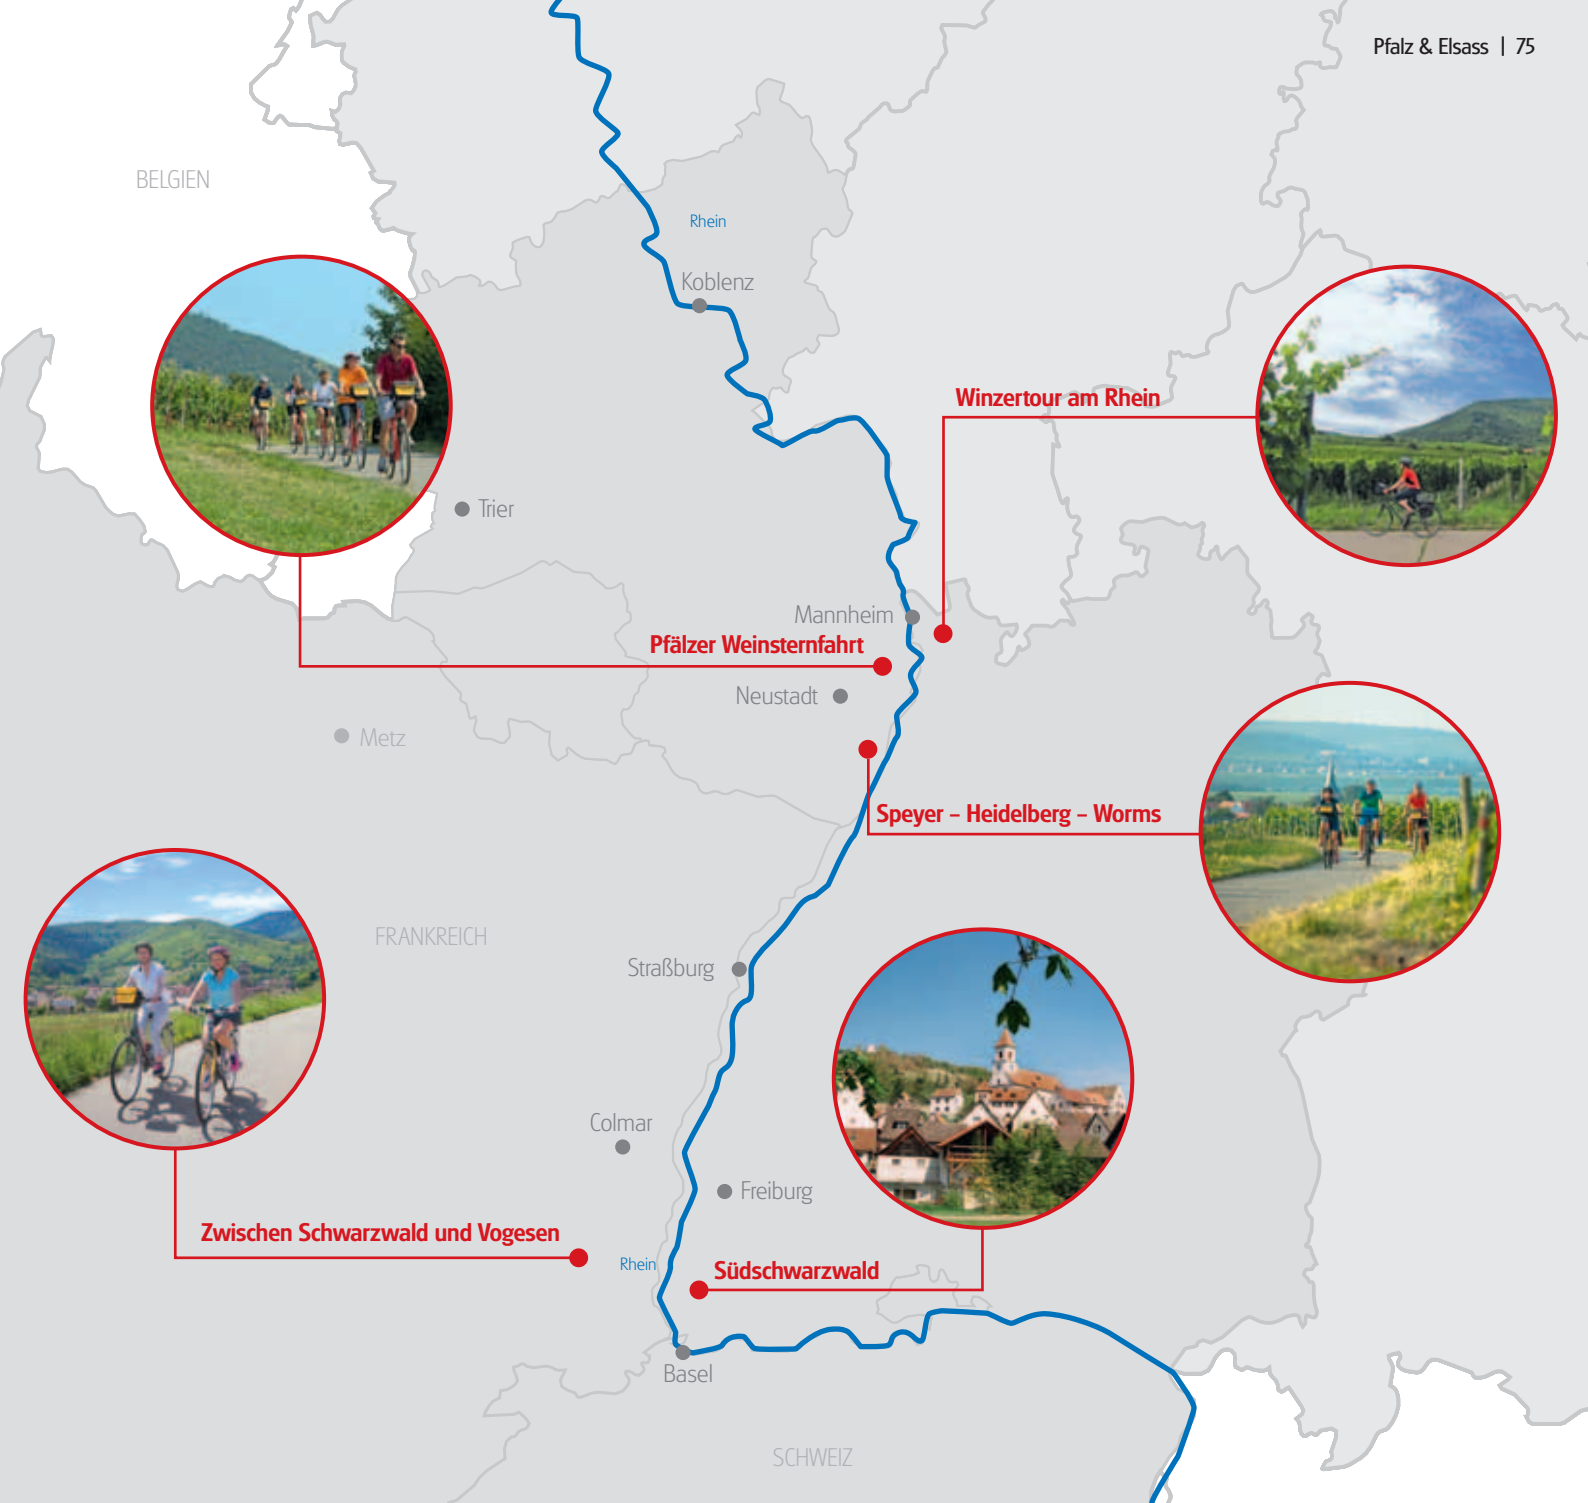 Pfalz & Elsass | 75
BELGIEN
Rhein
Koblenz
Winzertour am Rhein
Trier
Mannheim
Pfälzer Weinsternfahrt
Neustadt
Metz
Speyer – Heidelberg – Worms
FRANKREICH
Straßburg
Colmar
Freiburg
Zwischen Schwarzwald und Vogesen
Rhein
Südschwarzwald
Basel
SCHWEIZ